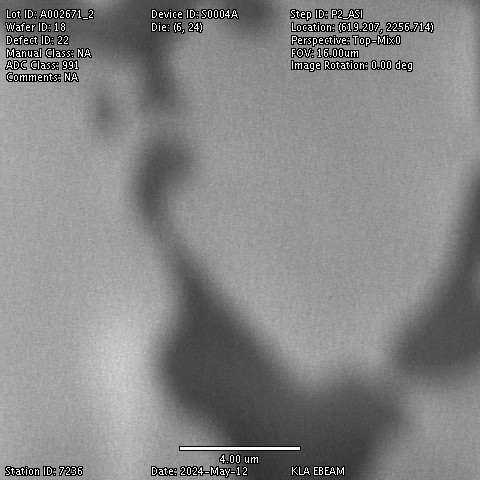 Lot ID: A002671_2
Wafer ID: 18
Defect ID: 22
Manual Class: NA
ADC Class: 991
Comments: NA
Device ID: S0004A
Die: (6, 24)
Step ID: P2_ASI
Location: (619.207, 2256.714)
Perspective: Top-Mix0
FOV: 16.00um
Image Rotation: 0.00 deg
4.00 um
Station ID: 7236
Date: 2024-May-12
KLA EBEAM